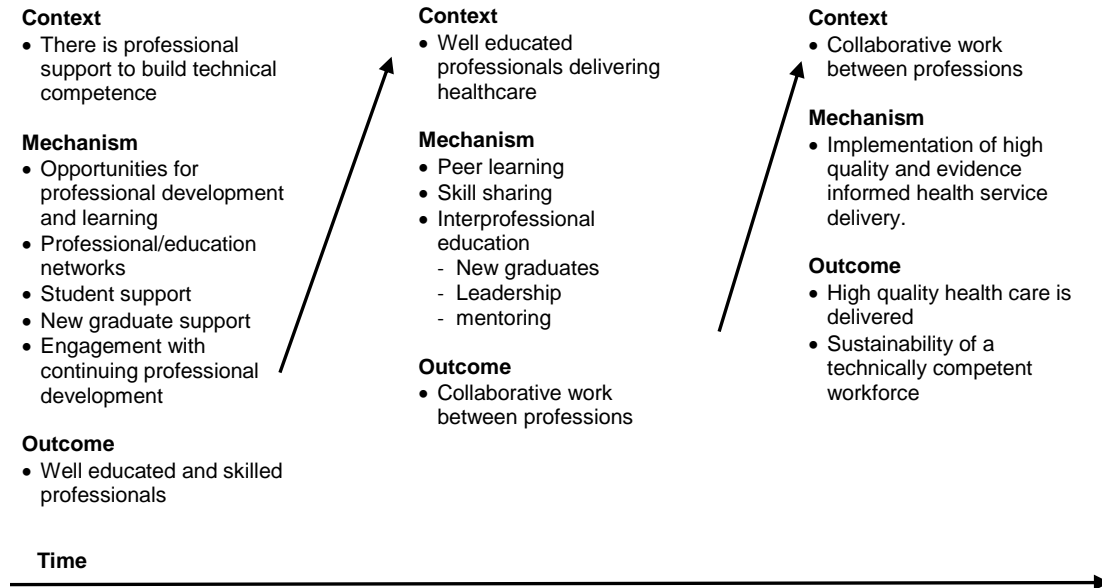 Context
• There is professional
support to build technical
competence
Mechanism
• Opportunities for
professional development
and learning
• Professional/education
networks
• Student support
• New graduate support
• Engagement with
continuing professional
development
Outcome
• Well educated and skilled
professionals
Context
• Well educated
professionals delivering
healthcare
Mechanism
• Peer learning
• Skill sharing
• Interprofessional
education
- New graduates
- Leadership
- mentoring
Outcome
• Collaborative work
between professions
Context
• Collaborative work
between professions
Mechanism
• Implementation of high
quality and evidence
informed health service
delivery.
Outcome
• High quality health care is
delivered
• Sustainability of a
technically competent
workforce
Time